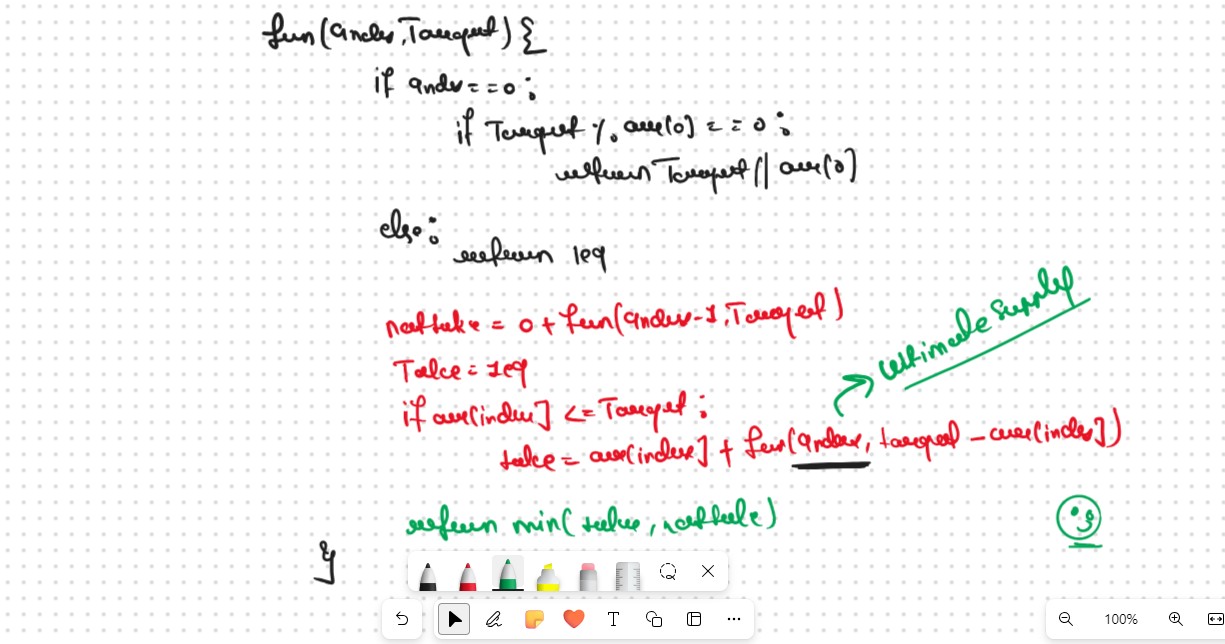 fun(index,Target) {
if index==0:
if Target % arr[0] == 0:
return Target // arr[0]
else:
return 1e9
nottake = 0 + fun(index-1,Target)
Take = 1e9
if arr[index] <= Target:
take = arr[index] + fun(index, target - arr[index])
ultimate supply
return min(take, nottake)
}
T
100%